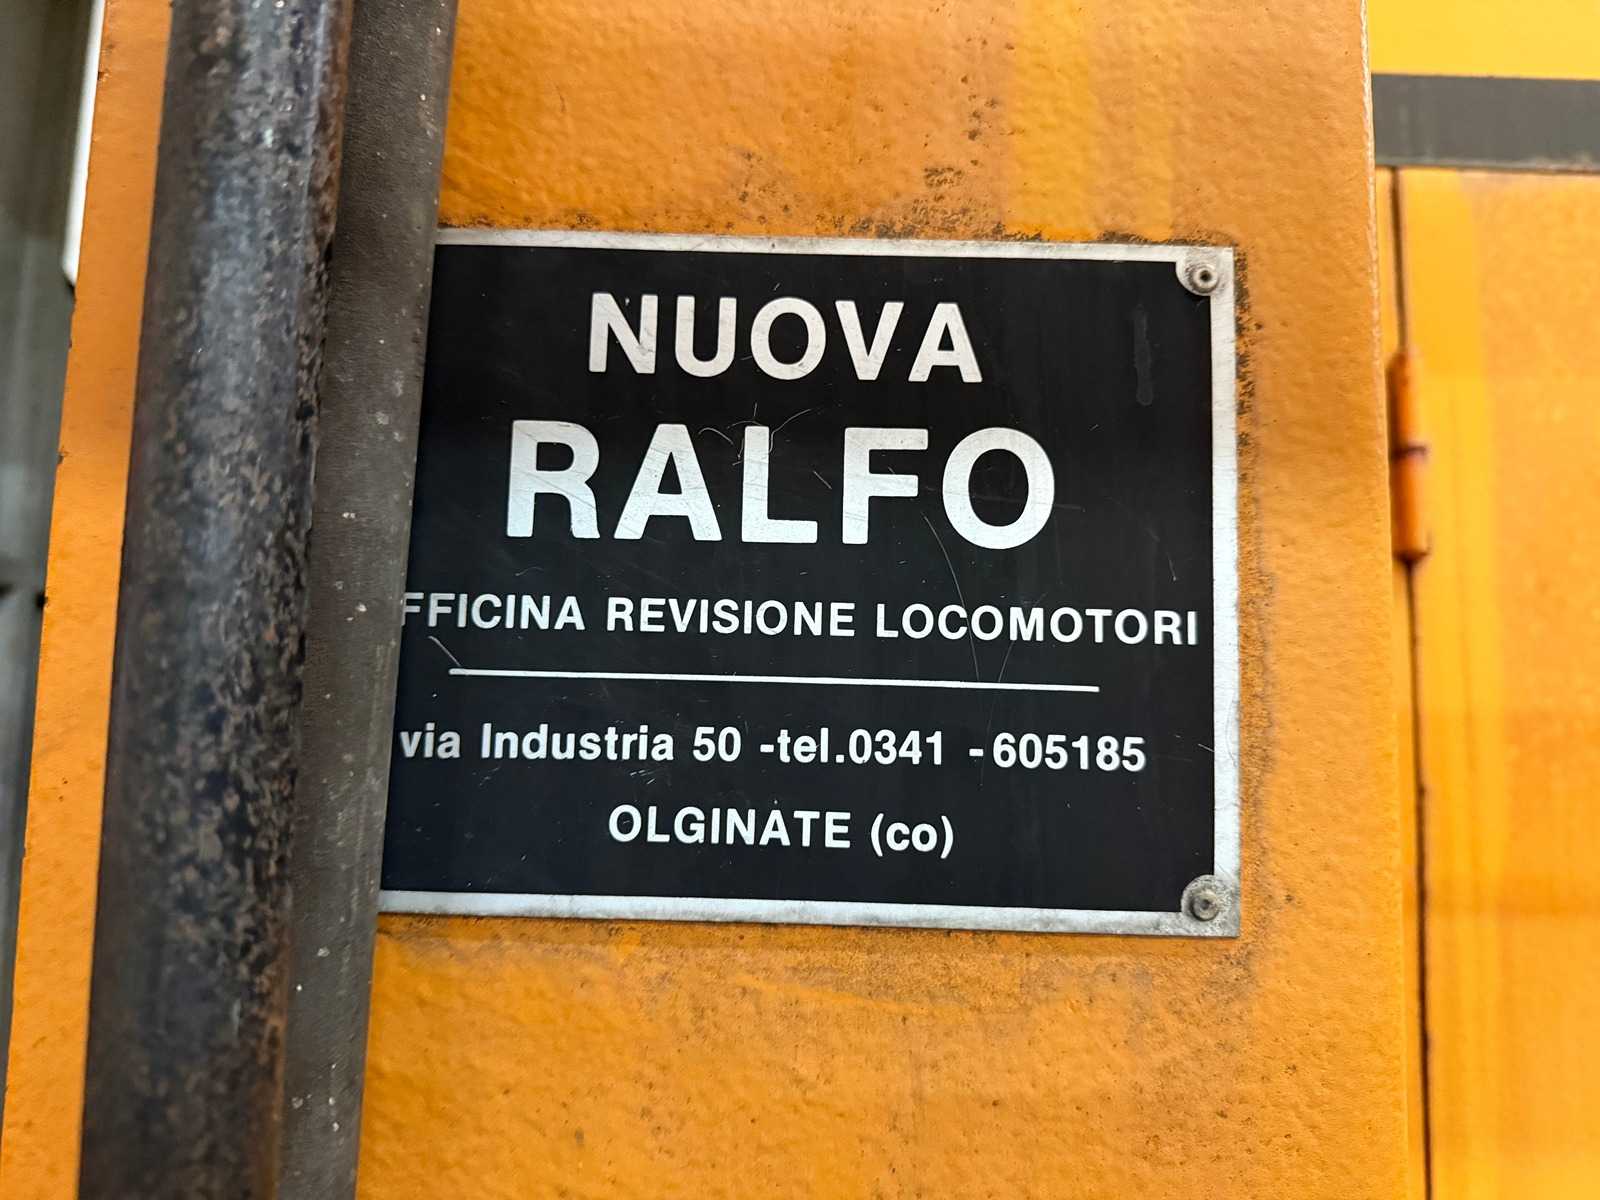 NUOVA
RALFO
FFICINA REVISIONE LOCOMOTORI
via Industria 50 -tel.0341 -605185
OLGINATE (co)